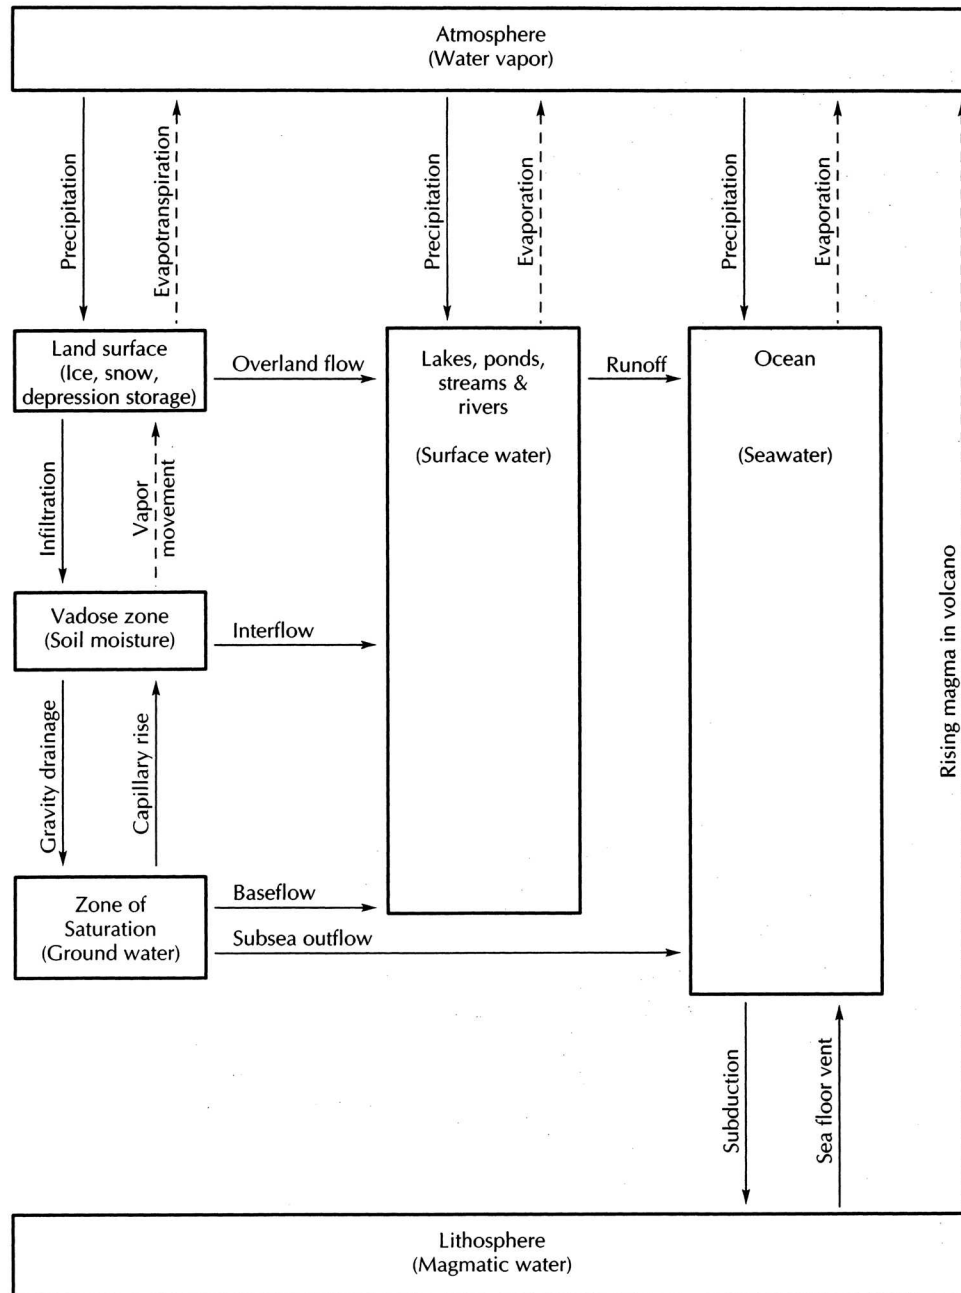 Atmosphere
(Water vapor)
Precipitation
Evapotranspiration
Precipitation
Evaporation
Precipitation
Evaporation
Land surface
(Ice, snow,
depression storage)
Overland flow
Lakes, ponds,
streams &
rivers
(Surface water)
Runoff
Ocean
(Seawater)
Infiltration
Vapor
movement
Vadose zone
(Soil moisture)
Interflow
Rising magma in volcano
Gravity drainage
Capillary rise
Zone of
Saturation
(Ground water)
Baseflow
Subsea outflow
Subduction
Sea floor vent
Lithosphere
(Magmatic water)